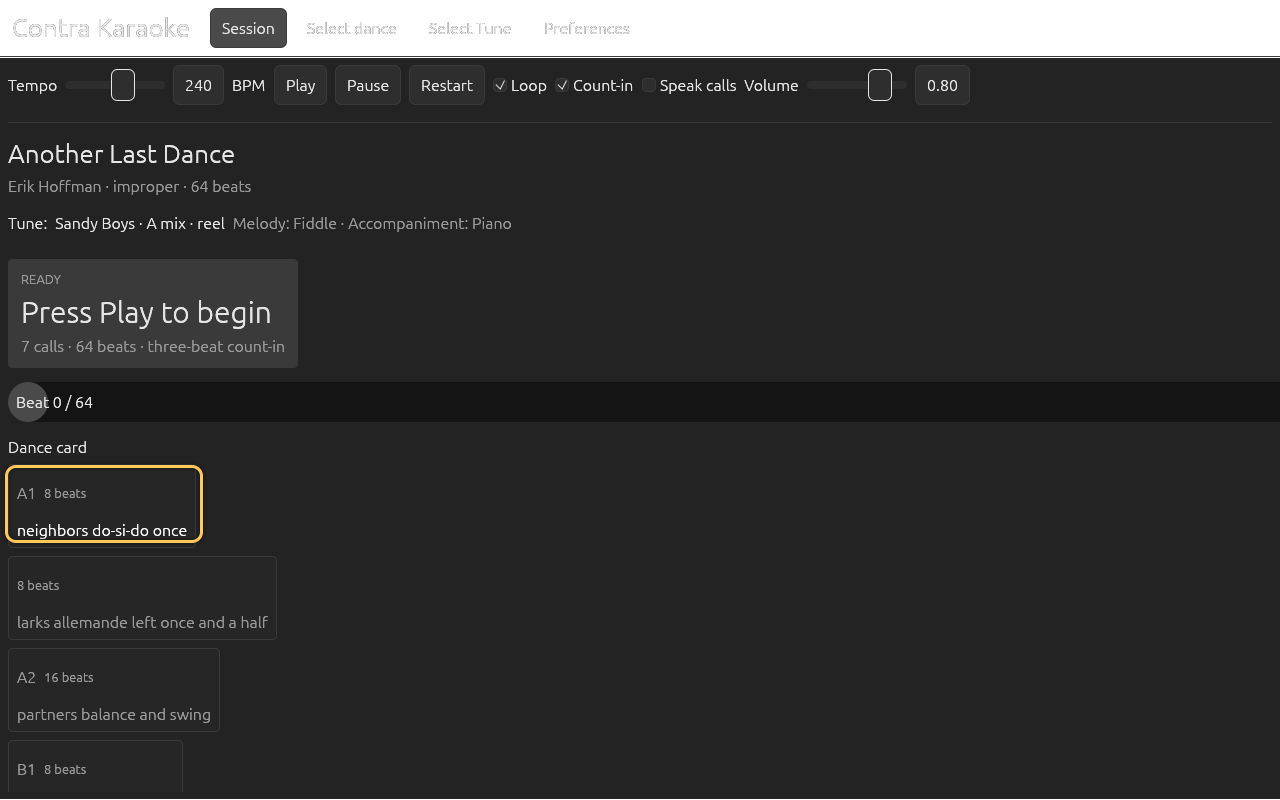 Contra Karaoke Session Select dance Select Tune Preferences
Tempo 240 BPM Play Pause Restart Loop Count-in Speak calls Volume 0.80
Another Last Dance
Erik Hoffman · improper · 64 beats
Tune: Sandy Boys · A mix · reel Melody: Fiddle · Accompaniment: Piano
READY
Press Play to begin
7 calls · 64 beats · three-beat count-in
Beat 0 / 64
Dance card
A1 8 beats
neighbors do-si-do once
8 beats
larks allemande left once and a half
A2 16 beats
partners balance and swing
B1 8 beats